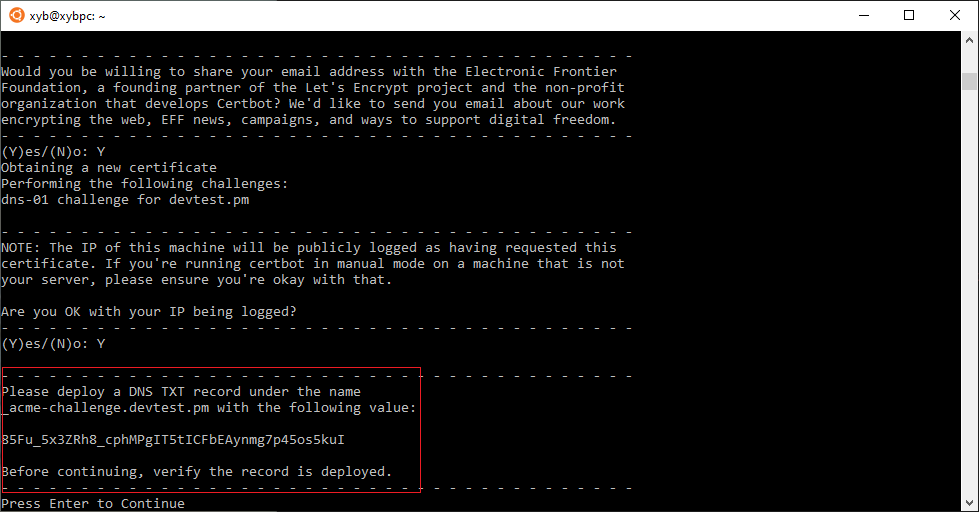 xyb@xybpc: ~
- - - - - - - - - - - - - - - - - - - - - - - - - - - - - - - - - - - - - - - -
Would you be willing to share your email address with the Electronic Frontier
Foundation, a founding partner of the Let's Encrypt project and the non-profit
organization that develops Certbot? We'd like to send you email about our work
encrypting the web, EFF news, campaigns, and ways to support digital freedom.
- - - - - - - - - - - - - - - - - - - - - - - - - - - - - - - - - - - - - - - -
(Y)es/(N)o: Y
Obtaining a new certificate
Performing the following challenges:
dns-01 challenge for devtest.pm
- - - - - - - - - - - - - - - - - - - - - - - - - - - - - - - - - - - - - - - -
NOTE: The IP of this machine will be publicly logged as having requested this
certificate. If you're running certbot in manual mode on a machine that is not
your server, please ensure you're okay with that.
Are you OK with your IP being logged?
- - - - - - - - - - - - - - - - - - - - - - - - - - - - - - - - - - - - - - - -
(Y)es/(N)o: Y
- - - - - - - - - - - - - - - - - - - - - - - - - - - - - - - - - - - - - - - -
Please deploy a DNS TXT record under the name
_acme-challenge.devtest.pm with the following value:
85Fu_5x3ZRh8_cphMPgIT5tICFbEAynmg7p45os5kuI
Before continuing, verify the record is deployed.
- - - - - - - - - - - - - - - - - - - - - - - - - - - - - - - - - - - - - - - -
Press Enter to Continue